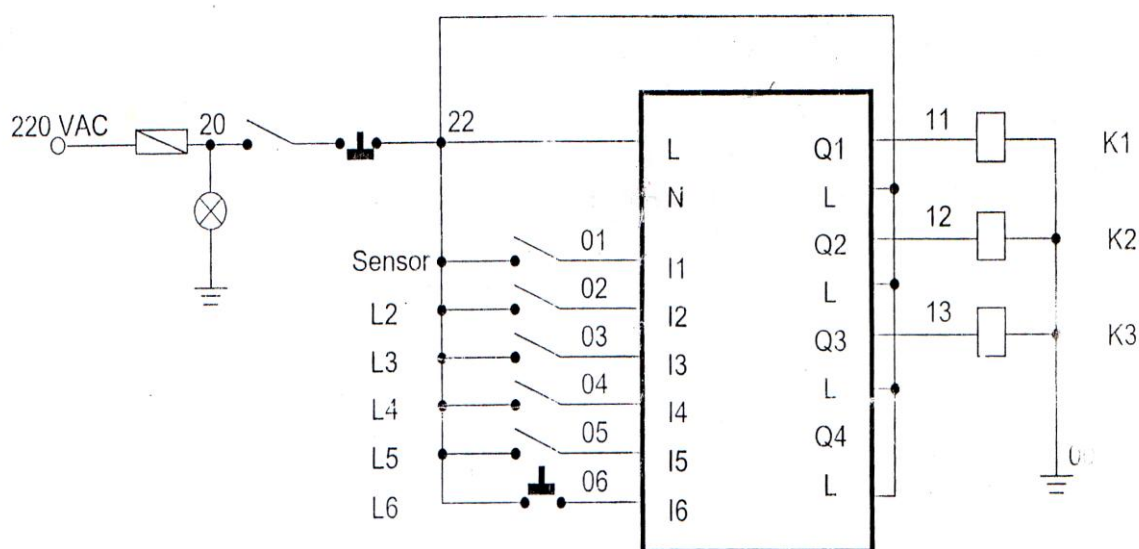 220 VAC 20 22
L Q1 11 K1
N L
Q2 12 K2
Sensor 01 I1
L2 02 I2 L
L3 03 I3 Q3 13 K3
L4 04 I4 L
L5 05 I5 Q4
L6 06 I6 L